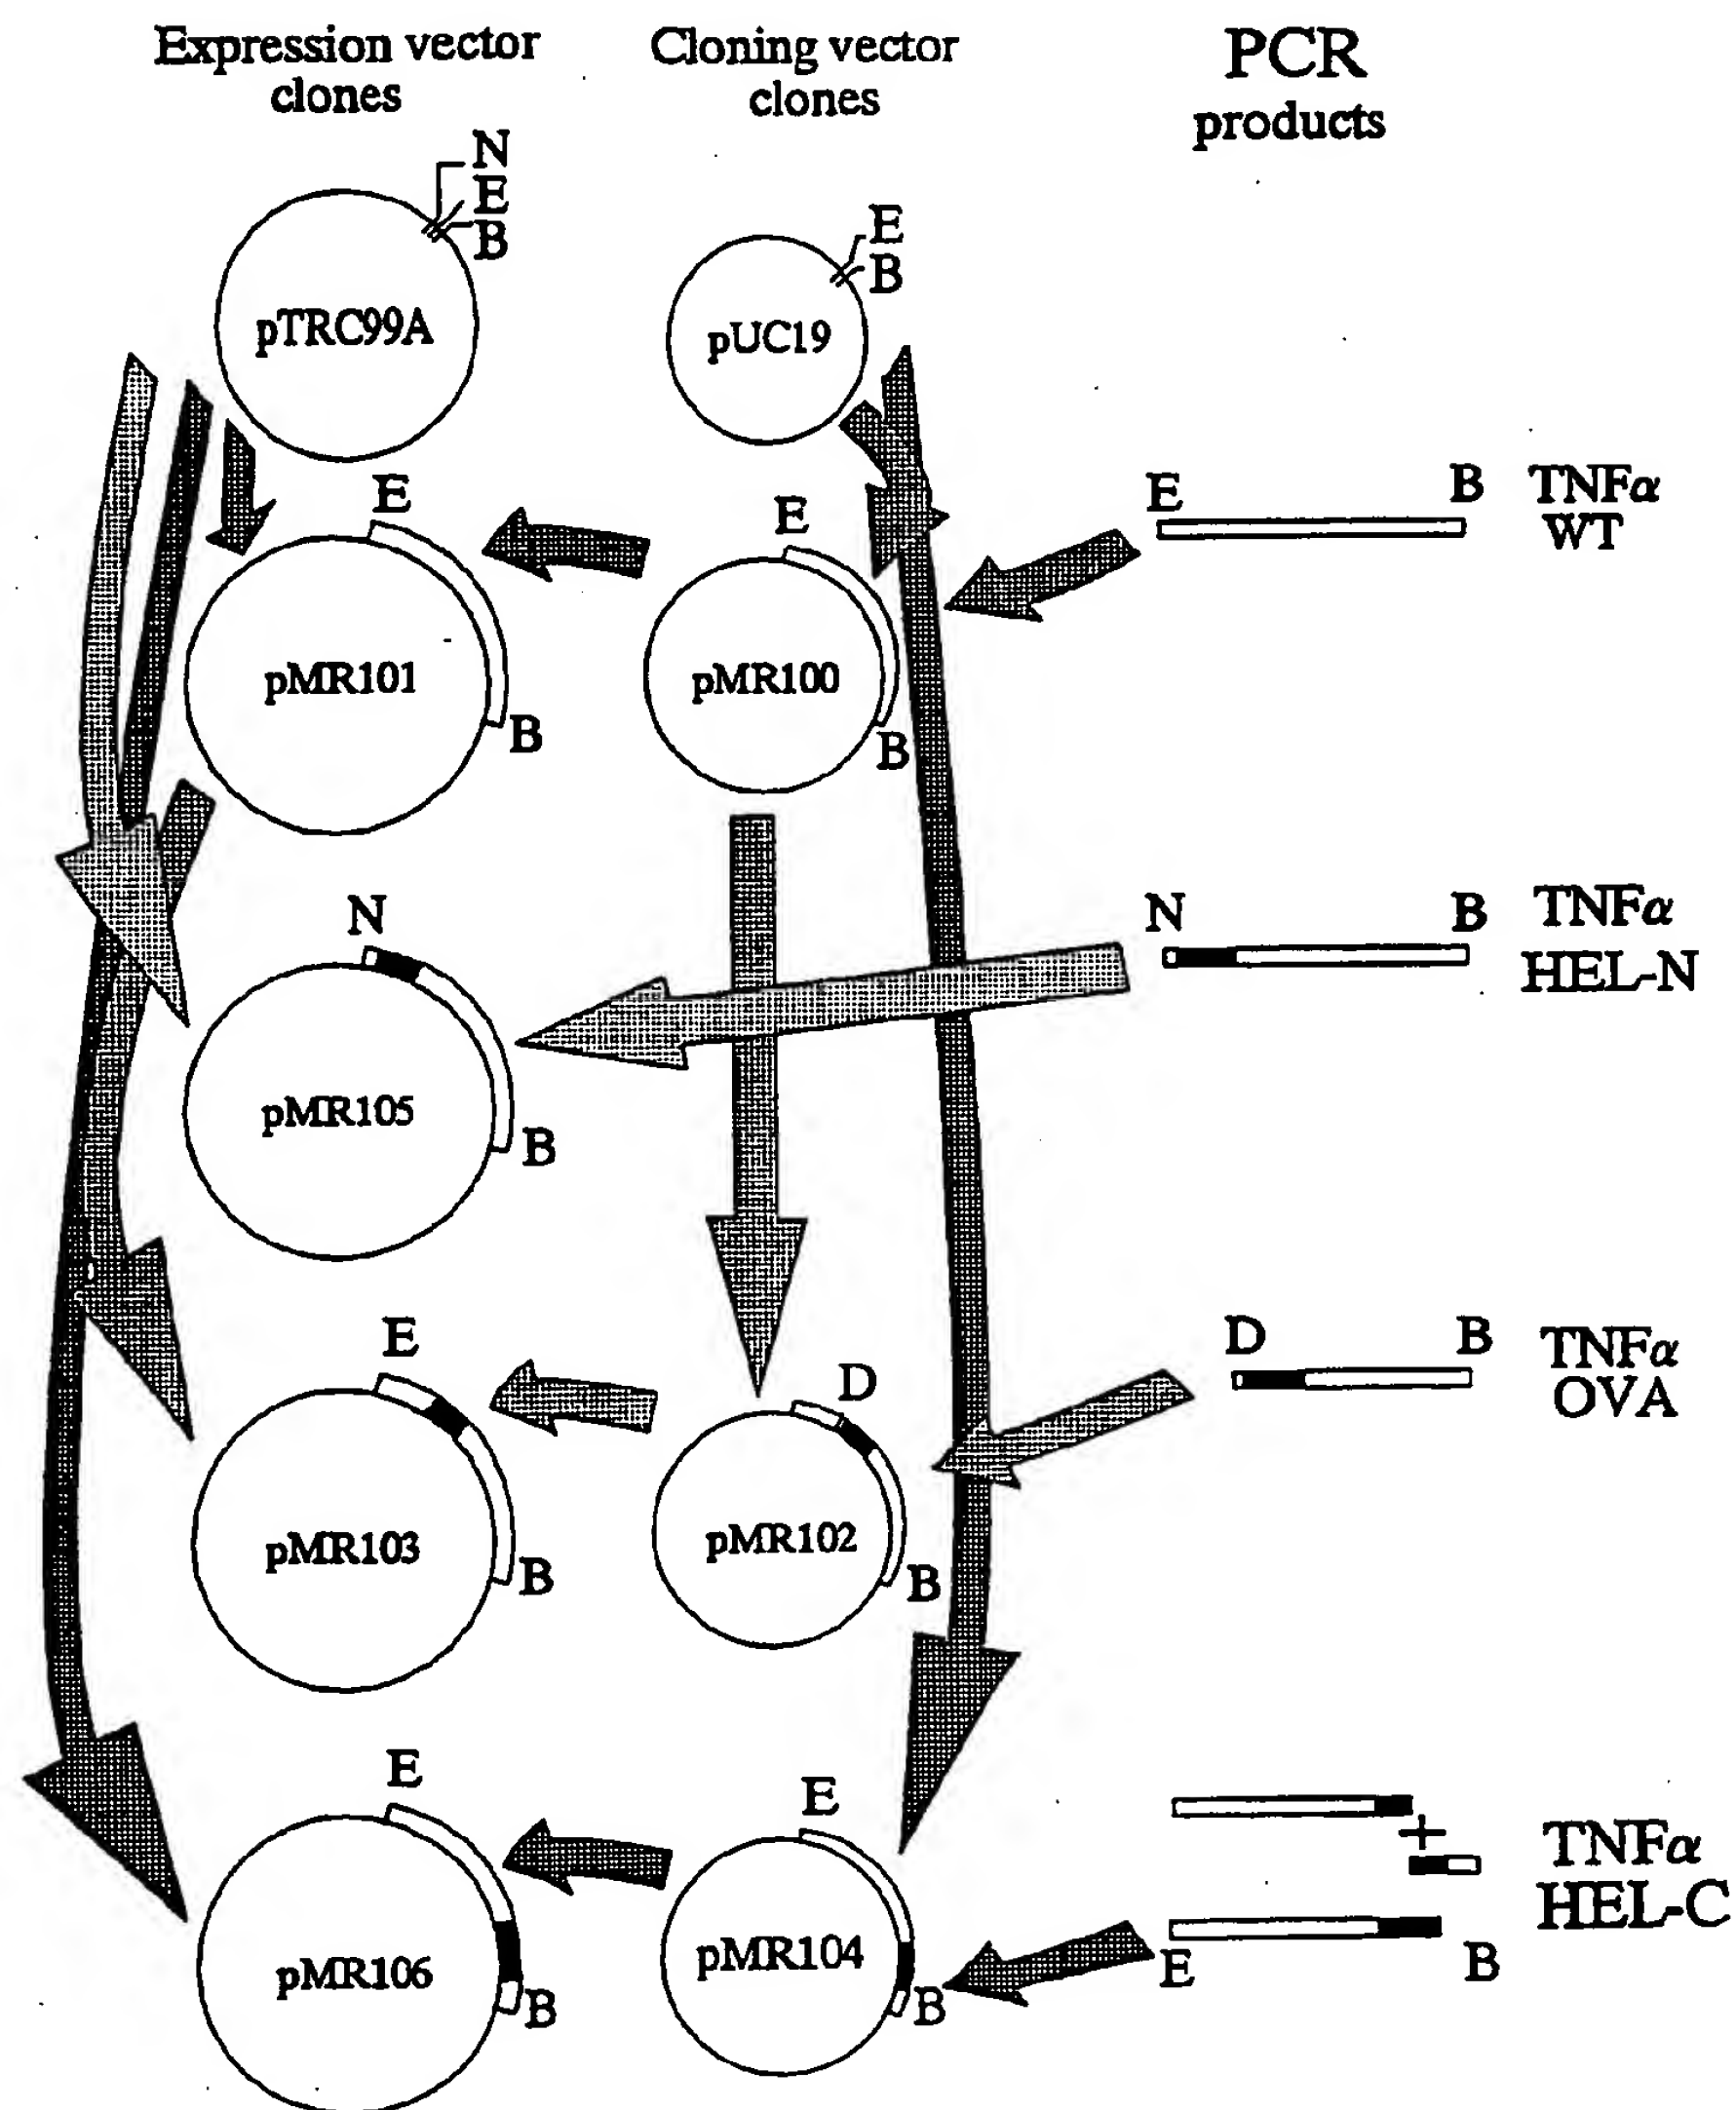 Expression vector
clones
Cloning vector
clones
PCR
products
N
E
B
pTRC99A
E
B
pUC19
E
B
pMR101
E
B
pMR100
E
B
TNFα
WT
N
B
pMR105
N
B
TNFα
HEL-N
E
B
pMR103
D
B
pMR102
D
B
TNFα
OVA
E
B
pMR106
E
B
pMR104
+
E
B
TNFα
HEL-C